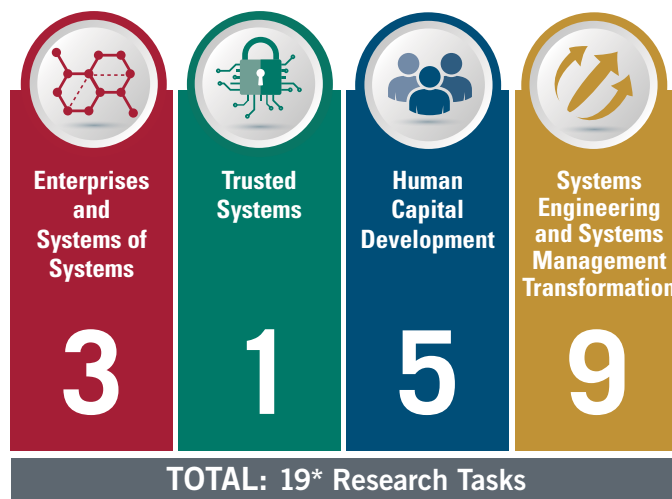 Enterprises
and
Systems of
Systems
3
Trusted
Systems
1
Human
Capital
Development
5
Systems
Engineering
and Systems
Management
Transformation
9
TOTAL: 19* Research Tasks